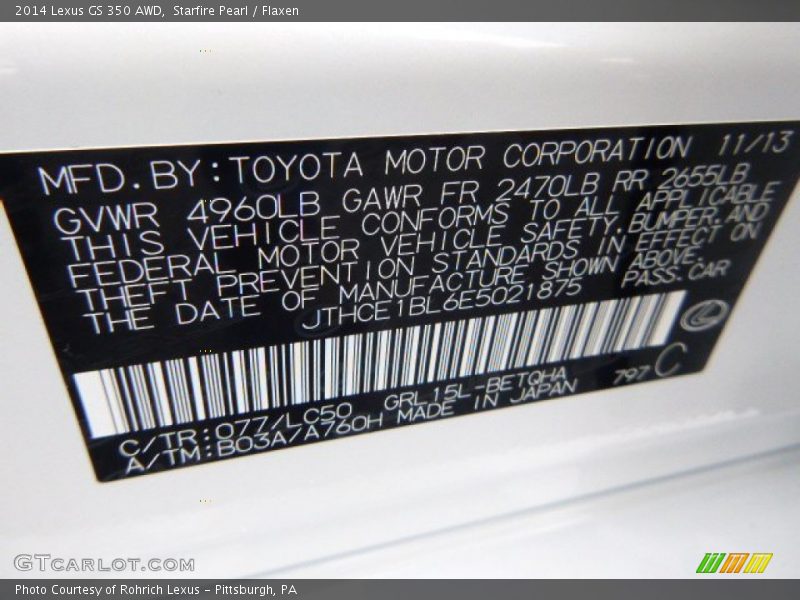 2014 Lexus GS 350 AWD, Starfire Pearl / Flaxen
MFD. BY: TOYOTA MOTOR CORPORATION 11/13
GVWR 4960LB GAWR FR 2470LB RR 2655LB
THIS VEHICLE CONFORMS TO ALL APPLICABLE
FEDERAL MOTOR VEHICLE SAFETY, BUMPER, AND
THEFT PREVENTION STANDARDS IN EFFECT ON
THE DATE OF MANUFACTURE SHOWN ABOVE.
JTHCE1BL6E5021875 PASS. CAR
C/TR: 077/LC50 GRL15L-BETQHA 797 C
A/TM: B03A/A760H MADE IN JAPAN
GTCARLOT.COM
Photo Courtesy of Rohrich Lexus – Pittsburgh, PA